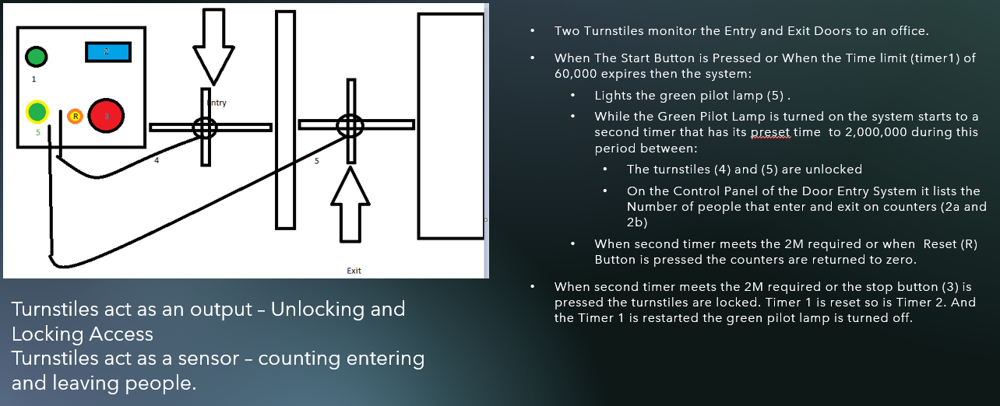 2
1
Entry
R
3
5
4
5
Exit
Turnstiles act as an output – Unlocking and
Locking Access
Turnstiles act as a sensor – counting entering
and leaving people.
• Two Turnstiles monitor the Entry and Exit Doors to an office.
• When The Start Button is Pressed or When the Time limit (timer1) of
60,000 expires then the system:
• Lights the green pilot lamp (5) .
• While the Green Pilot Lamp is turned on the system starts to a
second timer that has its preset time to 2,000,000 during this
period between:
• The turnstiles (4) and (5) are unlocked
• On the Control Panel of the Door Entry System it lists the
Number of people that enter and exit on counters (2a and
2b)
• When second timer meets the 2M required or when Reset (R)
Button is pressed the counters are returned to zero.
• When second timer meets the 2M required or the stop button (3) is
pressed the turnstiles are locked. Timer 1 is reset so is Timer 2. And
the Timer 1 is restarted the green pilot lamp is turned off.